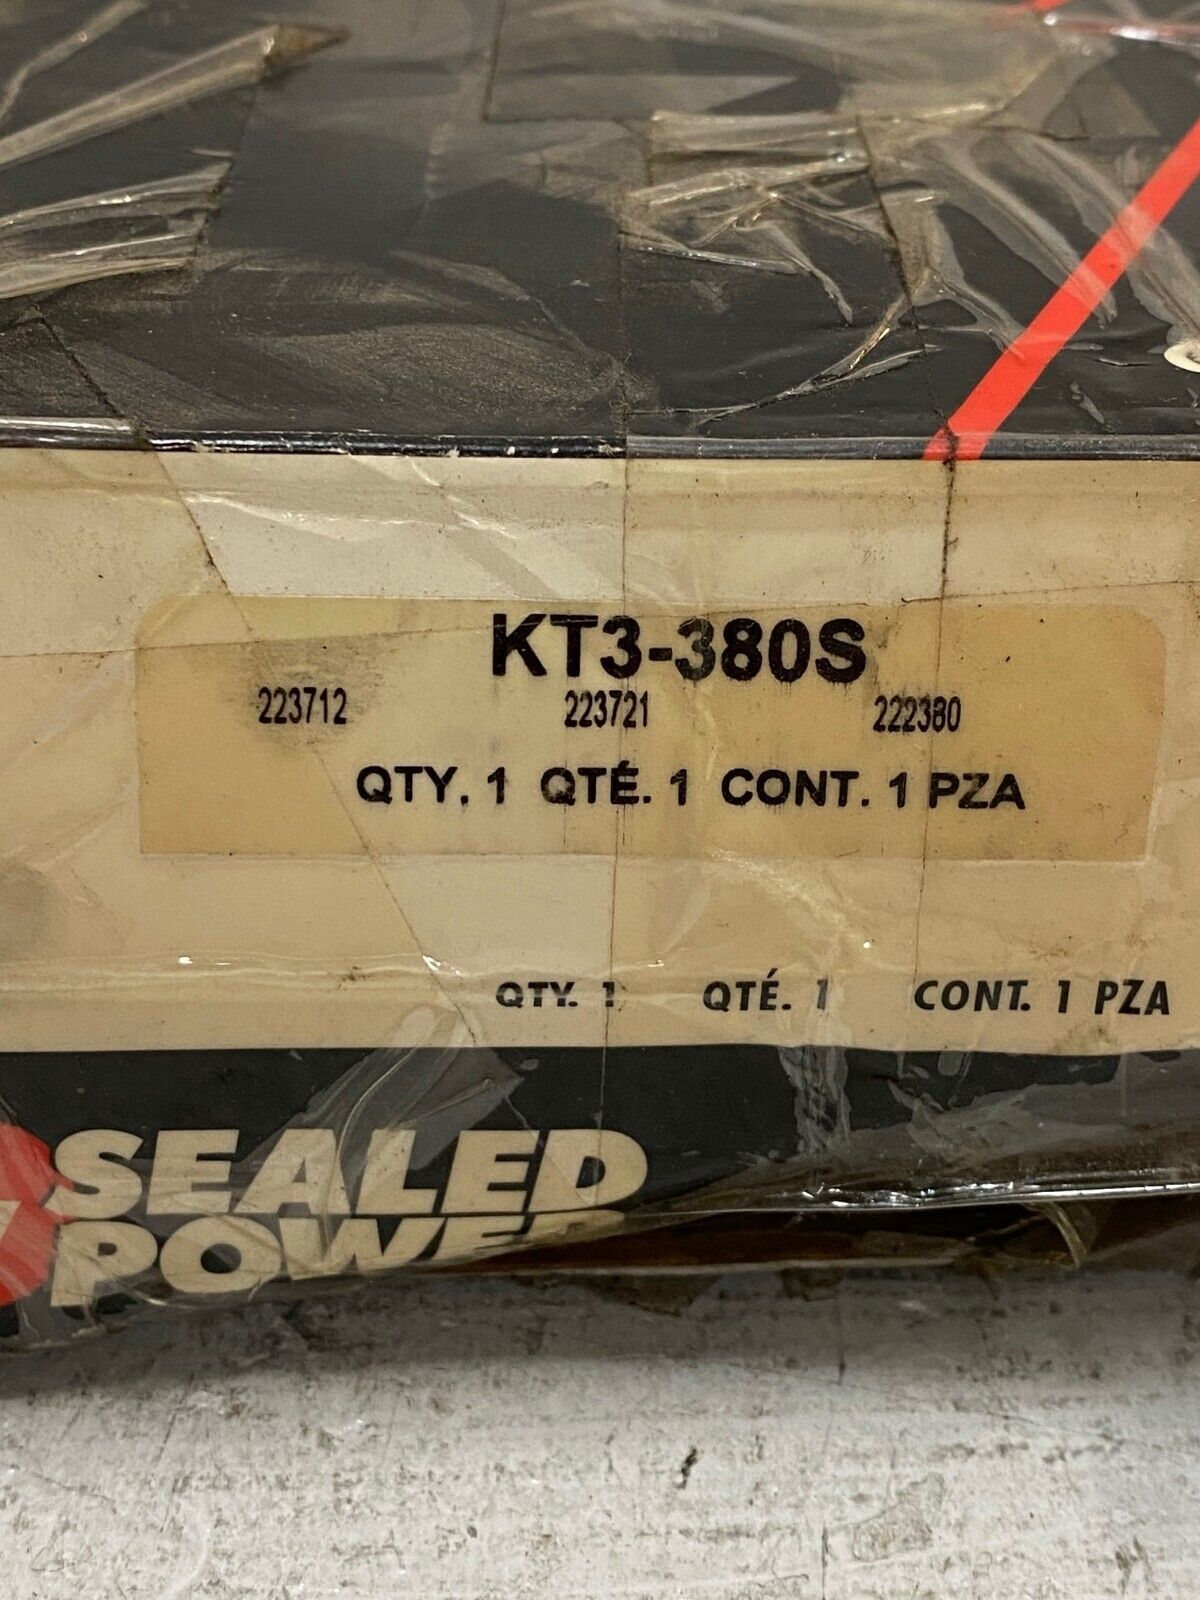 KT3-380S
223712 223721 222380
QTY. 1 QTÉ. 1 CONT. 1 PZA
QTY. 1 QTÉ. 1 CONT. 1 PZA
SEALED
POWER